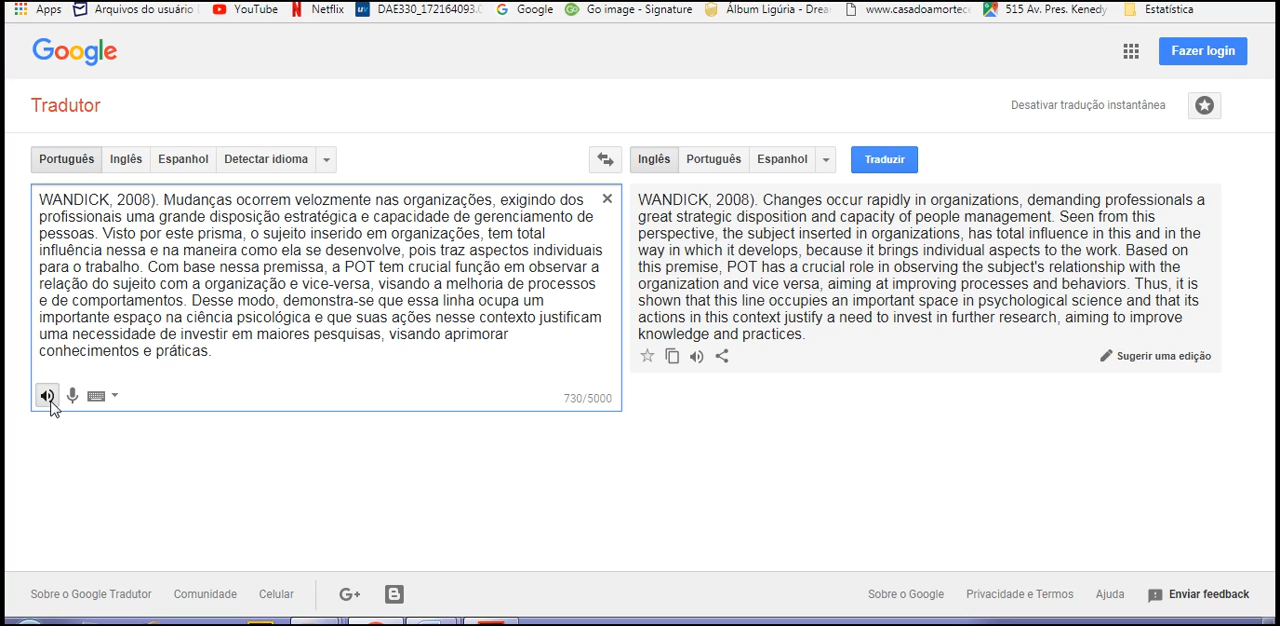 Apps Arquivos do usuário YouTube Netflix DAE330_172164093. Google Go image - Signature Álbum Ligúria - Drea www.casadoamortec 515 Av. Pres. Kenedy Estatística
Google Fazer login
Tradutor Desativar tradução instantânea
Português Inglês Espanhol Detectar idioma Inglês Português Espanhol Traduzir
WANDICK, 2008). Mudanças ocorrem velozmente nas organizações, exigindo dos
profissionais uma grande disposição estratégica e capacidade de gerenciamento de
pessoas. Visto por este prisma, o sujeito inserido em organizações, tem total
influência nessa e na maneira como ela se desenvolve, pois traz aspectos individuais
para o trabalho. Com base nessa premissa, a POT tem crucial função em observar a
relação do sujeito com a organização e vice-versa, visando a melhoria de processos
e de comportamentos. Desse modo, demonstra-se que essa linha ocupa um
importante espaço na ciência psicológica e que suas ações nesse contexto justificam
uma necessidade de investir em maiores pesquisas, visando aprimorar
conhecimentos e práticas.
730/5000
WANDICK, 2008). Changes occur rapidly in organizations, demanding professionals a
great strategic disposition and capacity of people management. Seen from this
perspective, the subject inserted in organizations, has total influence in this and in the
way in which it develops, because it brings individual aspects to the work. Based on
this premise, POT has a crucial role in observing the subject's relationship with the
organization and vice versa, aiming at improving processes and behaviors. Thus, it is
shown that this line occupies an important space in psychological science and that its
actions in this context justify a need to invest in further research, aiming to improve
knowledge and practices.
Sugerir uma edição
Sobre o Google Tradutor Comunidade Celular G+ Sobre o Google Privacidade e Termos Ajuda Enviar feedback